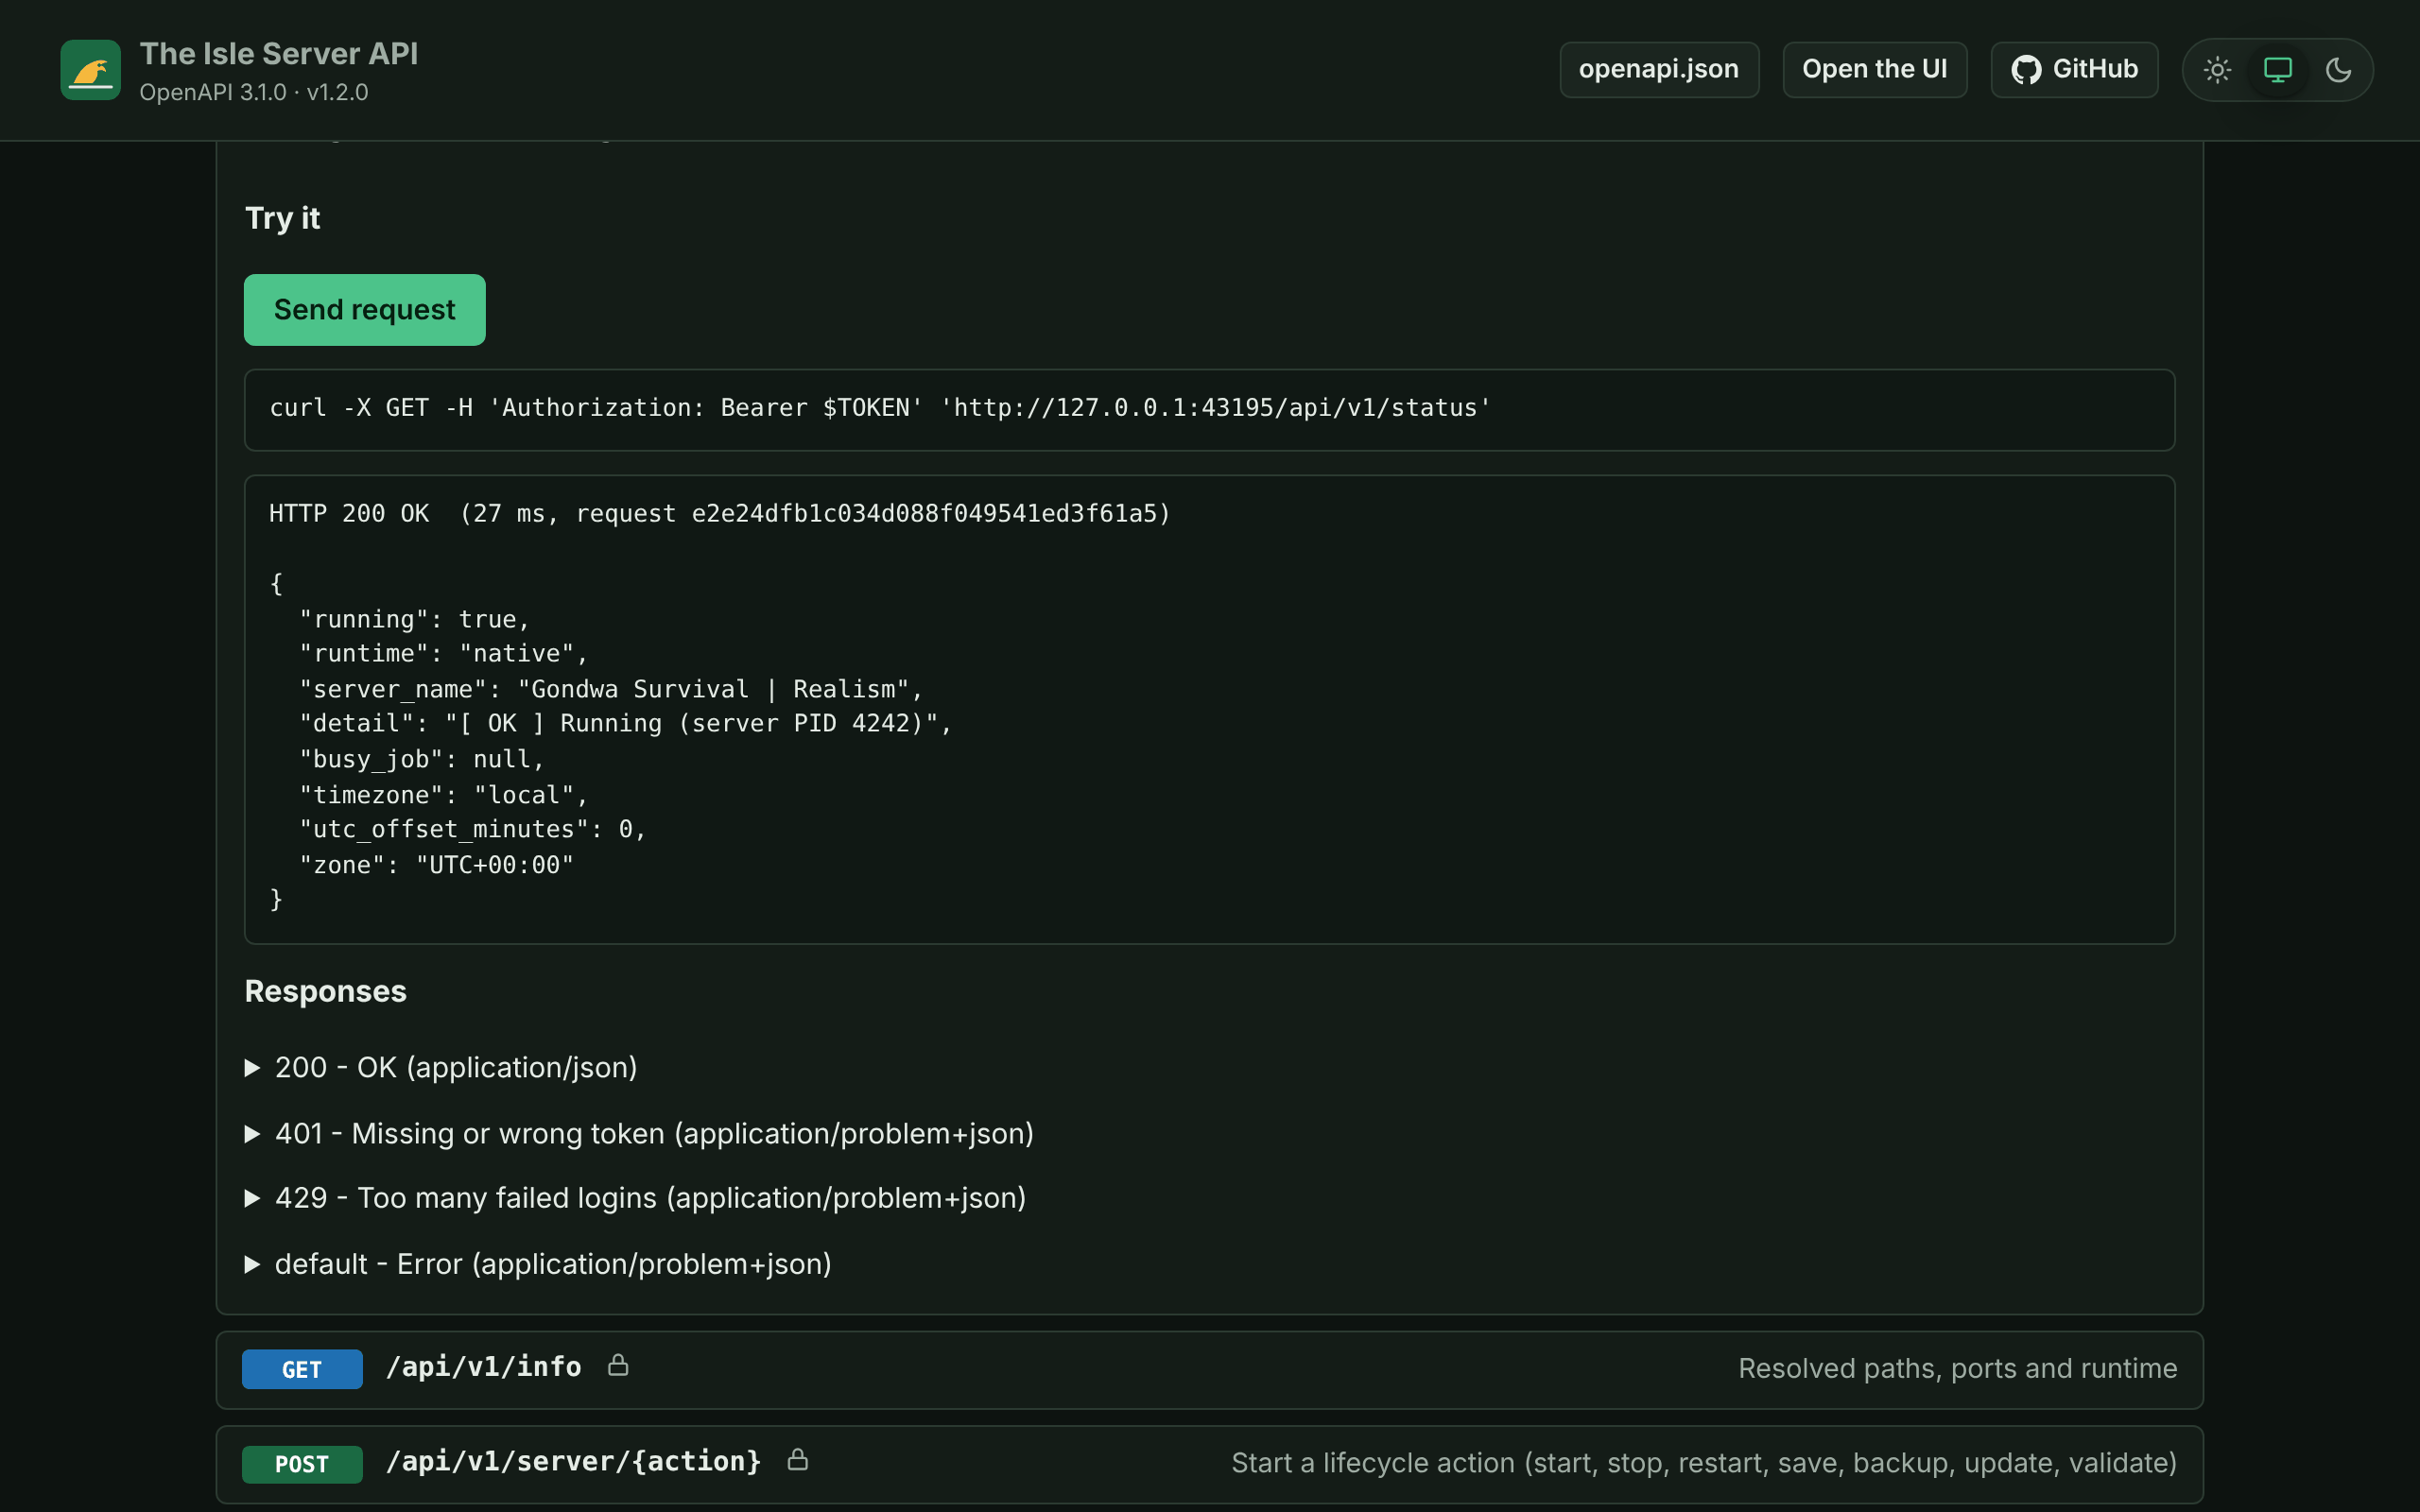 The Isle Server API
OpenAPI 3.1.0 · v1.2.0
openapi.json
Open the UI
GitHub
Try it
Send request
curl -X GET -H 'Authorization: Bearer $TOKEN' 'http://127.0.0.1:43195/api/v1/status'
HTTP 200 OK  (27 ms, request e2e24dfb1c034d088f049541ed3f61a5)
{
  "running": true,
  "runtime": "native",
  "server_name": "Gondwa Survival | Realism",
  "detail": "[ OK ] Running (server PID 4242)",
  "busy_job": null,
  "timezone": "local",
  "utc_offset_minutes": 0,
  "zone": "UTC+00:00"
}
Responses
200 - OK (application/json)
401 - Missing or wrong token (application/problem+json)
429 - Too many failed logins (application/problem+json)
default - Error (application/problem+json)
GET /api/v1/info Resolved paths, ports and runtime
POST /api/v1/server/{action} Start a lifecycle action (start, stop, restart, save, backup, update, validate)